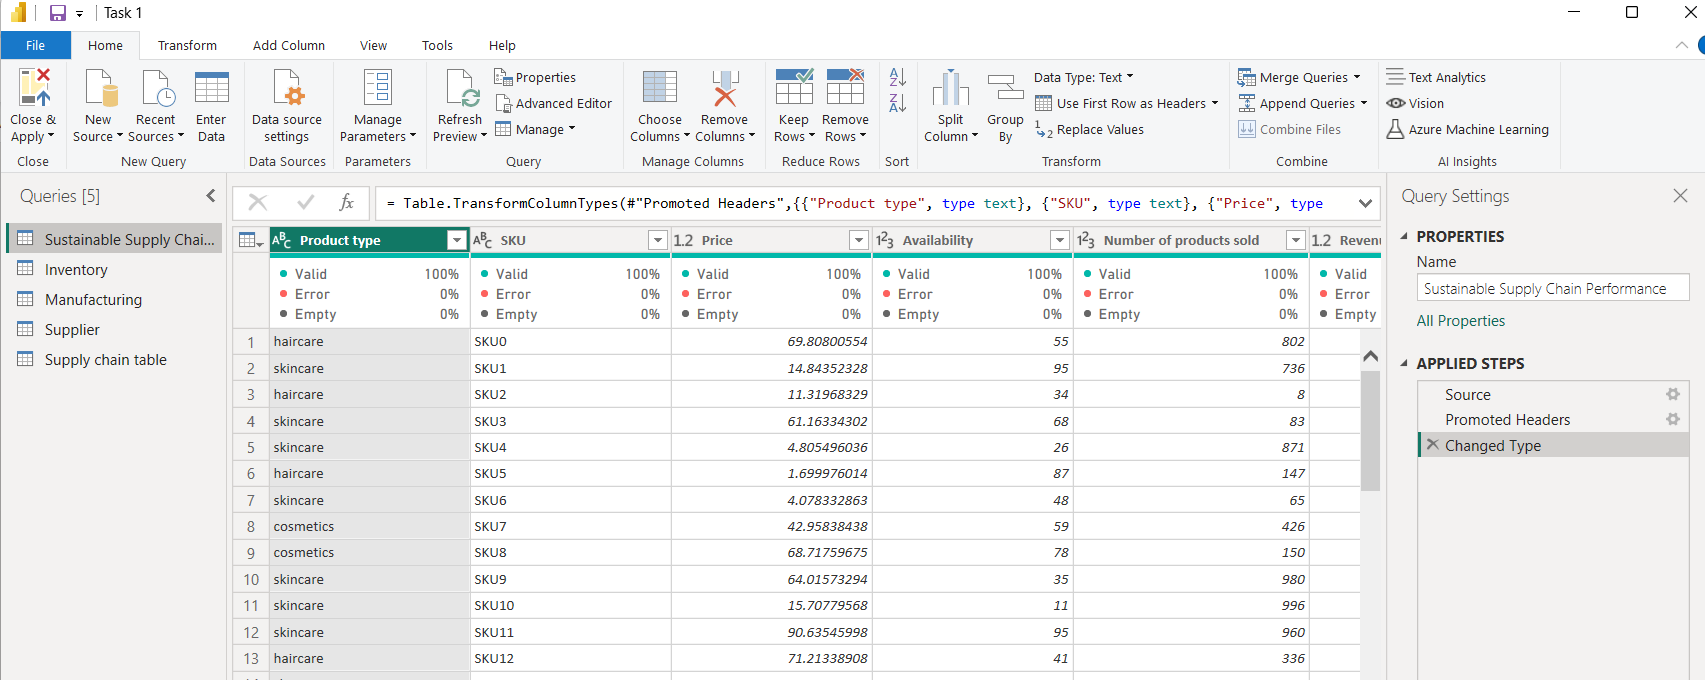 Task 1
File Home Transform Add Column View Tools Help
Close & Apply
New Source
Recent Sources
Enter Data
Data source settings
Manage Parameters
Refresh Preview
Properties
Advanced Editor
Manage
Choose Columns
Remove Columns
Keep Rows
Remove Rows
Split Column
Group By
Data Type: Text
Use First Row as Headers
Replace Values
Merge Queries
Append Queries
Combine Files
Text Analytics
Vision
Azure Machine Learning
Close New Query Data Sources Parameters Query Manage Columns Reduce Rows Sort Transform Combine AI Insights
Queries [5]
Sustainable Supply Chai...
Inventory
Manufacturing
Supplier
Supply chain table
fx
= Table.TransformColumnTypes(#"Promoted Headers",{{"Product type", type text}, {"SKU", type text}, {"Price", type
ABC Product type ABC SKU 1.2 Price 123 Availability 123 Number of products sold 1.2 Reven
Valid 100% Valid 100% Valid 100% Valid 100% Valid 100% Valid
Error 0% Error 0% Error 0% Error 0% Error 0% Error
Empty 0% Empty 0% Empty 0% Empty 0% Empty 0% Empty
1 haircare SKU0 69.80800554 55 802
2 skincare SKU1 14.84352328 95 736
3 haircare SKU2 11.31968329 34 8
4 skincare SKU3 61.16334302 68 83
5 skincare SKU4 4.805496036 26 871
6 haircare SKU5 1.699976014 87 147
7 skincare SKU6 4.078332863 48 65
8 cosmetics SKU7 42.95838438 59 426
9 cosmetics SKU8 68.71759675 78 150
10 skincare SKU9 64.01573294 35 980
11 skincare SKU10 15.70779568 11 996
12 skincare SKU11 90.63545998 95 960
13 haircare SKU12 71.21338908 41 336
Query Settings
PROPERTIES
Name
Sustainable Supply Chain Performance
All Properties
APPLIED STEPS
Source
Promoted Headers
Changed Type